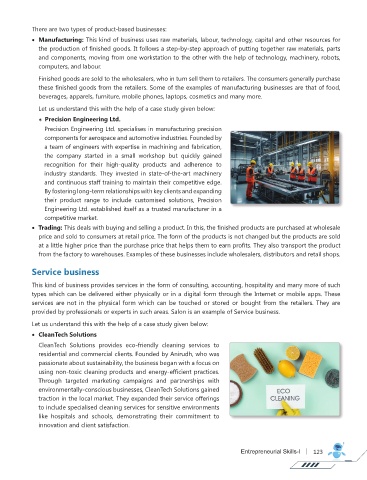 There are two types of product-based businesses:
• Manufacturing: This kind of business uses raw materials, labour, technology, capital and other resources for
the production of finished goods. It follows a step-by-step approach of putting together raw materials, parts
and components, moving from one workstation to the other with the help of technology, machinery, robots,
computers, and labour.
Finished goods are sold to the wholesalers, who in turn sell them to retailers. The consumers generally purchase
these finished goods from the retailers. Some of the examples of manufacturing businesses are that of food,
beverages, apparels, furniture, mobile phones, laptops, cosmetics and many more.
Let us understand this with the help of a case study given below:
Precision Engineering Ltd.
Precision Engineering Ltd. specialises in manufacturing precision
components for aerospace and automotive industries. Founded by
a team of engineers with expertise in machining and fabrication,
the company started in a small workshop but quickly gained
recognition for their high-quality products and adherence to
industry standards. They invested in state-of-the-art machinery
and continuous staff training to maintain their competitive edge.
By fostering long-term relationships with key clients and expanding
their product range to include customised solutions, Precision
Engineering Ltd. established itself as a trusted manufacturer in a
competitive market.
• Trading: This deals with buying and selling a product. In this, the finished products are purchased at wholesale
price and sold to consumers at retail price. The form of the products is not changed but the products are sold
at a little higher price than the purchase price that helps them to earn profits. They also transport the product
from the factory to warehouses. Examples of these businesses include wholesalers, distributors and retail shops.
Service business
This kind of business provides services in the form of consulting, accounting, hospitality and many more of such
types which can be delivered either physically or in a digital form through the Internet or mobile apps. These
services are not in the physical form which can be touched or stored or bought from the retailers. They are
provided by professionals or experts in such areas. Salon is an example of Service business.
Let us understand this with the help of a case study given below:
• CleanTech Solutions
CleanTech Solutions provides eco-friendly cleaning services to
residential and commercial clients. Founded by Anirudh, who was
passionate about sustainability, the business began with a focus on
using non-toxic cleaning products and energy-efficient practices.
Through targeted marketing campaigns and partnerships with
environmentally-conscious businesses, CleanTech Solutions gained
traction in the local market. They expanded their service offerings
to include specialised cleaning services for sensitive environments
like hospitals and schools, demonstrating their commitment to
innovation and client satisfaction.
ECO
CLEANING
Entrepreneurial Skills-I | 123